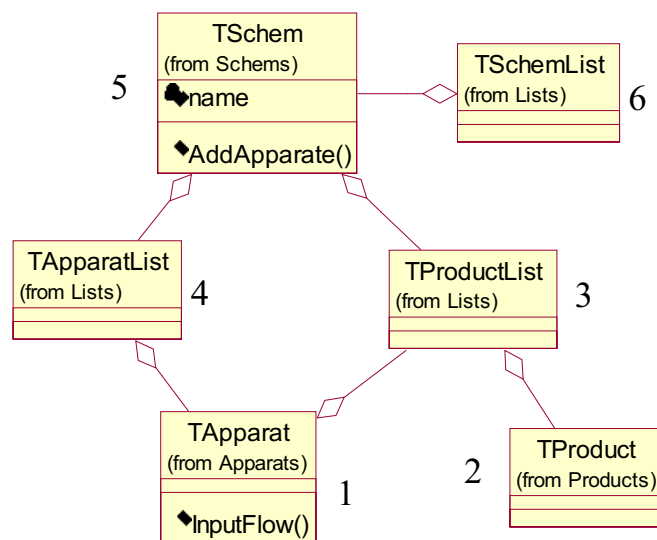 TSchem
(from Schems)
name
AddApparate()
5
TSchemList
(from Lists)
6
TApparatList
(from Lists)
4
TProductList
(from Lists)
3
TApparat
(from Apparats)
InputFlow()
1
2
TProduct
(from Products)